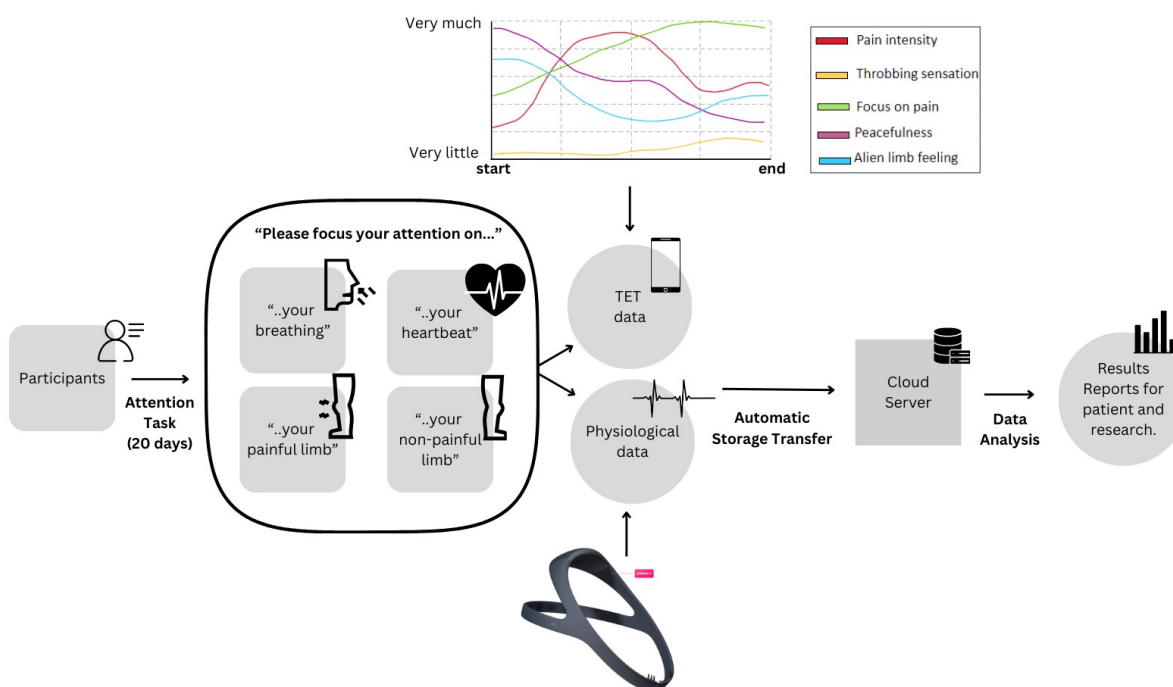 Very much
Very little
start
end
Pain intensity
Throbbing sensation
Focus on pain
Peacefulness
Alien limb feeling
“Please focus your attention on...”
“..your
breathing”
“..your
heartbeat”
“..your
painful limb”
“..your
non-painful
limb”
Participants
Attention
Task
(20 days)
TET
data
Physiological
data
Automatic
Storage Transfer
Cloud
Server
Data
Analysis
Results
Reports for
patient and
research.